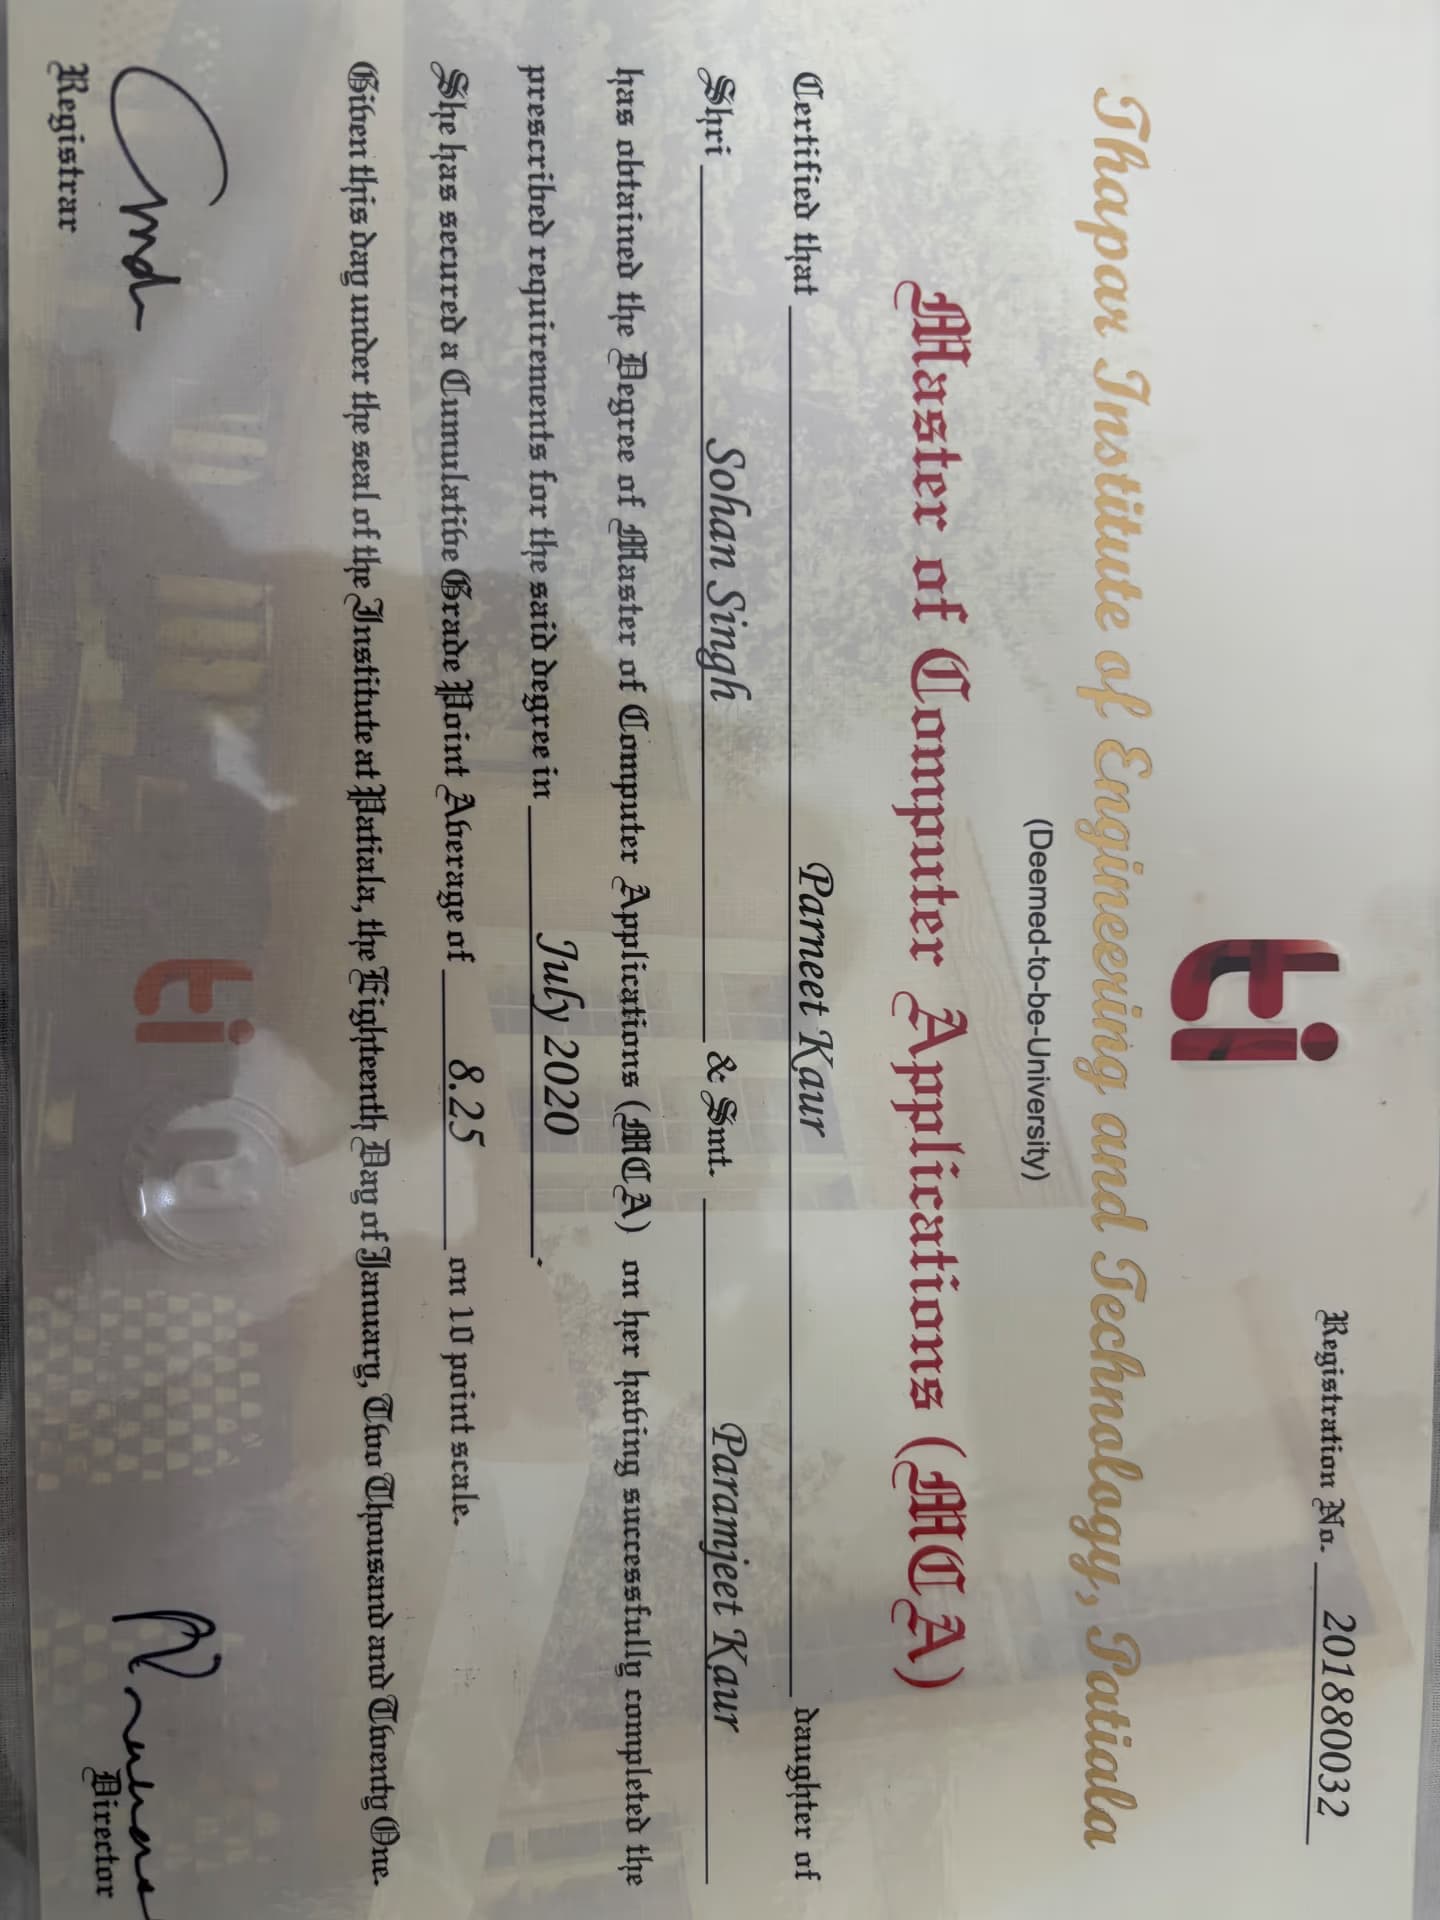 Registration No. 201880032
ti
Thapar Institute of Engineering and Technology, Patiala
(Deemed-to-be-University)
Master of Computer Applications (MCA)
Certified that Parneet Kaur daughter of
Shri Sohan Singh & Smt. Paramjeet Kaur
has obtained the Degree of Master of Computer Applications (MCA) on her having successfully completed the
prescribed requirements for the said degree in July 2020.
She has secured a Cumulative Grade Point Average of 8.25 on 10 point scale.
Given this day under the seal of the Institute at Patiala, the Eighteenth Day of January, Two Thousand and Twenty One.
ti
Registrar
Director